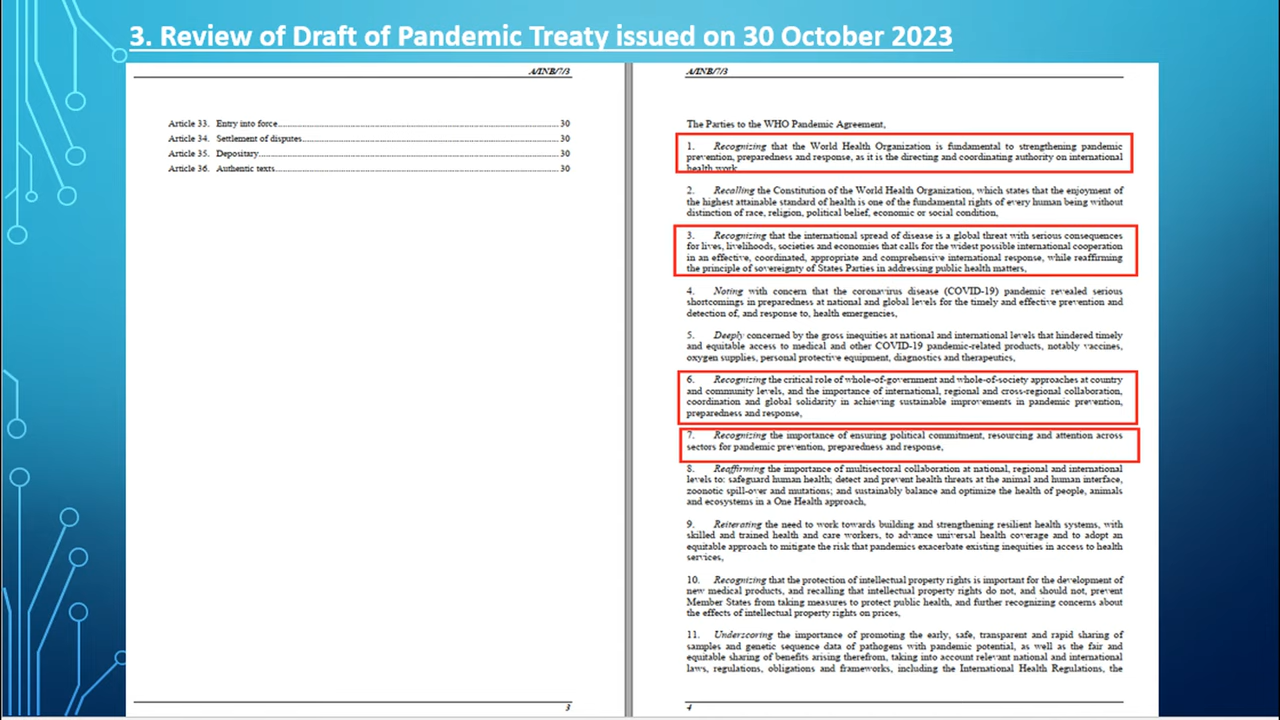 3. Review of Draft of Pandemic Treaty issued on 30 October 2023
A/INB/7/3
Article 33. Entry into force............................................................30
Article 34. Settlement of disputes............................................................30
Article 35. Depositary............................................................30
Article 36. Authentic texts............................................................30
3
A/INB/7/3
The Parties to the WHO Pandemic Agreement,
1. Recognizing that the World Health Organization is fundamental to strengthening pandemic
prevention, preparedness and response, as it is the directing and coordinating authority on international
health work
2. Recalling the Constitution of the World Health Organization, which states that the enjoyment of
the highest attainable standard of health is one of the fundamental rights of every human being without
distinction of race, religion, political belief, economic or social condition,
3. Recognizing that the international spread of disease is a global threat with serious consequences
for lives, livelihoods, societies and economies that calls for the widest possible international cooperation
in an effective, coordinated, appropriate and comprehensive international response, while reaffirming
the principle of sovereignty of States Parties in addressing public health matters,
4. Noting with concern that the coronavirus disease (COVID-19) pandemic revealed serious
shortcomings in preparedness at national and global levels for the timely and effective prevention and
detection of, and response to, health emergencies,
5. Deeply concerned by the gross inequities at national and international levels that hindered timely
and equitable access to medical and other COVID-19 pandemic-related products, notably vaccines,
oxygen supplies, personal protective equipment, diagnostics and therapeutics,
6. Recognizing the critical role of whole-of-government and whole-of-society approaches at country
and community levels, and the importance of international, regional and cross-regional collaboration,
coordination and global solidarity in achieving sustainable improvements in pandemic prevention,
preparedness and response,
7. Recognizing the importance of ensuring political commitment, resourcing and attention across
sectors for pandemic prevention, preparedness and response,
8. Reaffirming the importance of multisectoral collaboration at national, regional and international
levels to: safeguard human health; detect and prevent health threats at the animal and human interface,
zoonotic spill-over and mutations; and sustainably balance and optimize the health of people, animals
and ecosystems in a One Health approach,
9. Reiterating the need to work towards building and strengthening resilient health systems, with
skilled and trained health and care workers, to advance universal health coverage and to adopt an
equitable approach to mitigate the risk that pandemics exacerbate existing inequities in access to health
services,
10. Recognizing that the protection of intellectual property rights is important for the development of
new medical products, and recalling that intellectual property rights do not, and should not, prevent
Member States from taking measures to protect public health, and further recognizing concerns about
the effects of intellectual property rights on prices,
11. Underscoring the importance of promoting the early, safe, transparent and rapid sharing of
samples and genetic sequence data of pathogens with pandemic potential, as well as the fair and
equitable sharing of benefits arising therefrom, taking into account relevant national and international
laws, regulations, obligations and frameworks, including the International Health Regulations, the
4